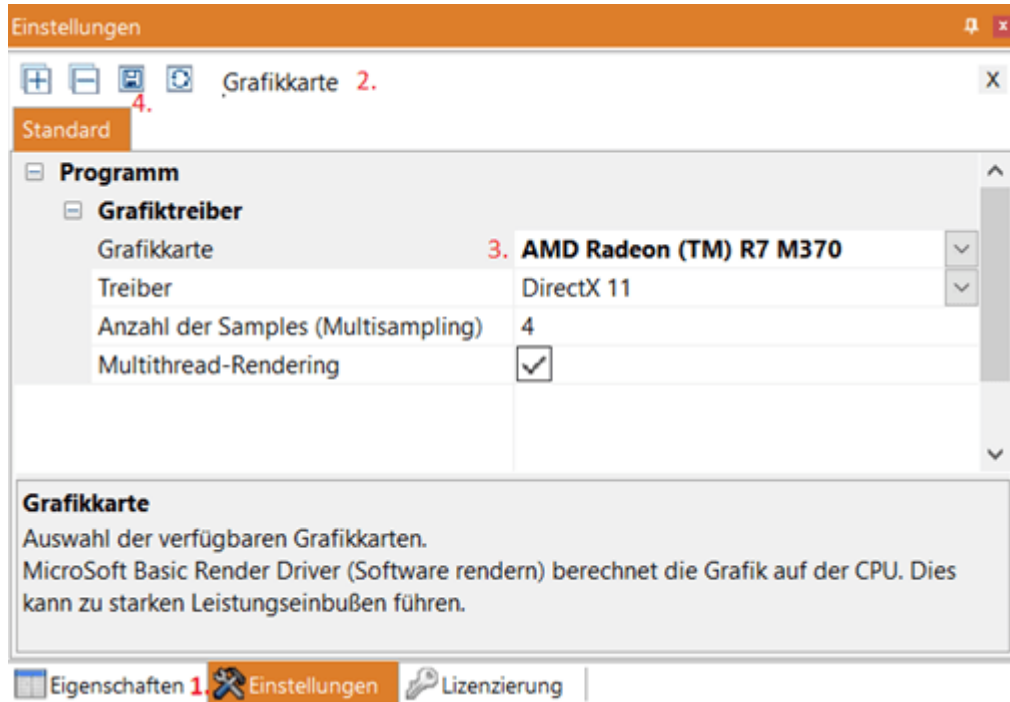 Einstellungen
Grafikkarte 2.
4.
Standard
Programm
Grafiktreiber
Grafikkarte 3. AMD Radeon (TM) R7 M370
Treiber DirectX 11
Anzahl der Samples (Multisampling) 4
Multithread-Rendering
Grafikkarte
Auswahl der verfügbaren Grafikkarten.
MicroSoft Basic Render Driver (Software rendern) berechnet die Grafik auf der CPU. Dies
kann zu starken Leistungseinbußen führen.
Eigenschaften 1. Einstellungen Lizenzierung